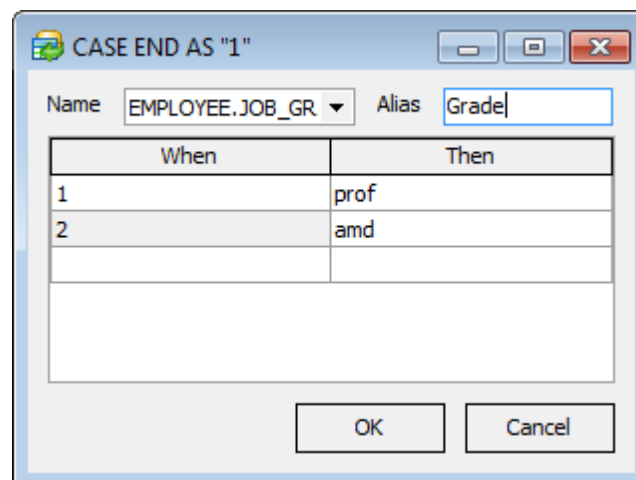 CASE END AS "1"
Name EMPLOYEE.JOB_GR Alias Grade
When Then
1 prof
2 amd
OK Cancel